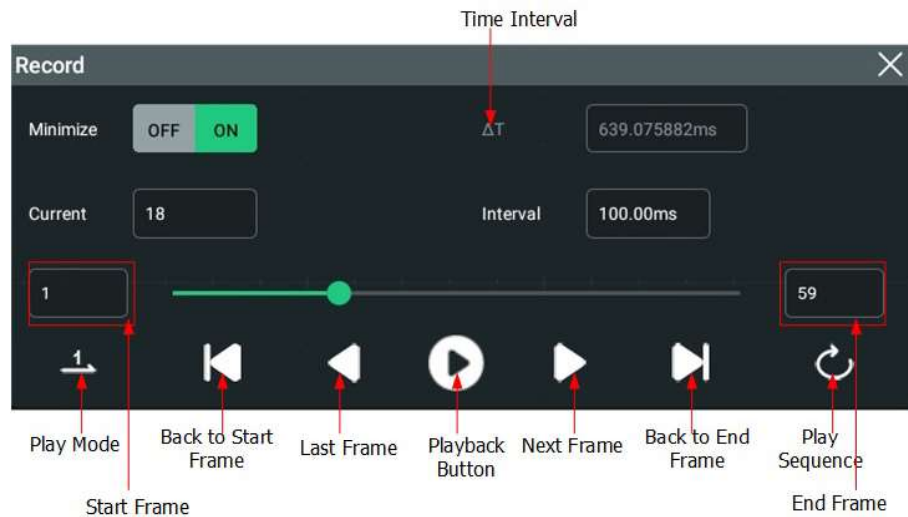 Time Interval
Record
Minimize OFF ON ΔT 639.075882ms
Current 18 Interval 100.00ms
1 59
1
Play Mode Back to Start Frame Last Frame Playback Button Next Frame Back to End Frame Play Sequence
Start Frame End Frame